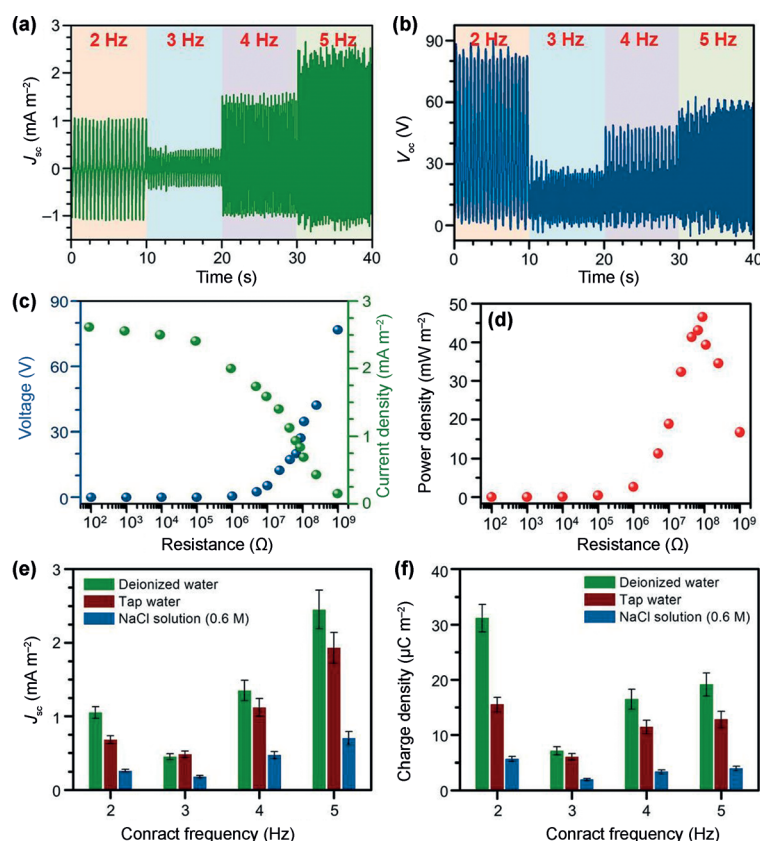 (a)
3
2
1
0
–1
Jsc (mA m–2)
2 Hz 3 Hz 4 Hz 5 Hz
0 10 20 30 40
Time (s)
(b)
90
60
30
0
Voc (V)
2 Hz 3 Hz 4 Hz 5 Hz
0 10 20 30 40
Time (s)
(c)
90
60
30
0
Voltage (V)
3
2
1
0
Current density (mA m–2)
10² 10³ 10⁴ 10⁵ 10⁶ 10⁷ 10⁸ 10⁹
Resistance (Ω)
(d)
50
40
30
20
10
0
Power density (mW m–2)
10² 10³ 10⁴ 10⁵ 10⁶ 10⁷ 10⁸ 10⁹
Resistance (Ω)
(e)
3
2
1
0
Jsc (mA m–2)
Deionized water
Tap water
NaCl solution (0.6 M)
2 3 4 5
Conract frequency (Hz)
(f)
40
30
20
10
0
Charge density (µC m–2)
Deionized water
Tap water
NaCl solution (0.6 M)
2 3 4 5
Conract frequency (Hz)